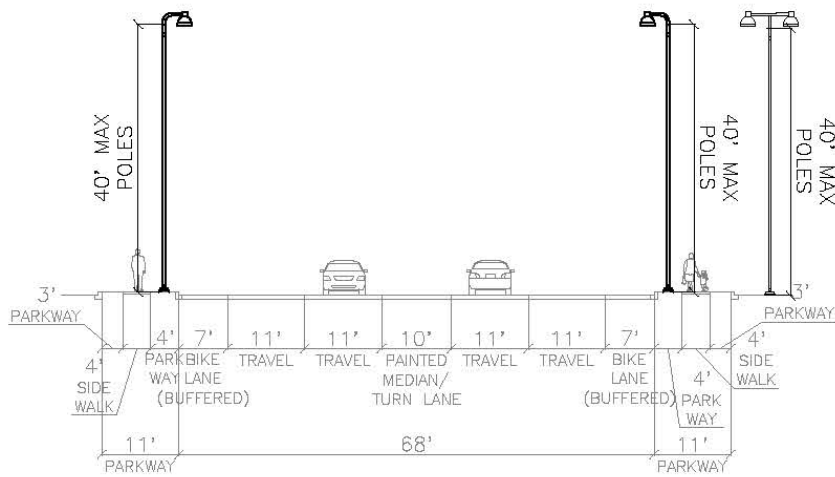 40' MAX
POLES
40' MAX
POLES
40' MAX
POLES
3'
PARKWAY
4'
SIDE
WALK
4'
PARK
WAY
7'
BIKE
LANE
(BUFFERED)
11'
TRAVEL
11'
TRAVEL
10'
PAINTED
MEDIAN/
TURN LANE
11'
TRAVEL
11'
TRAVEL
7'
BIKE
LANE
(BUFFERED)
4'
PARK
WAY
4'
SIDE
WALK
3'
PARKWAY
11'
PARKWAY
68'
11'
PARKWAY